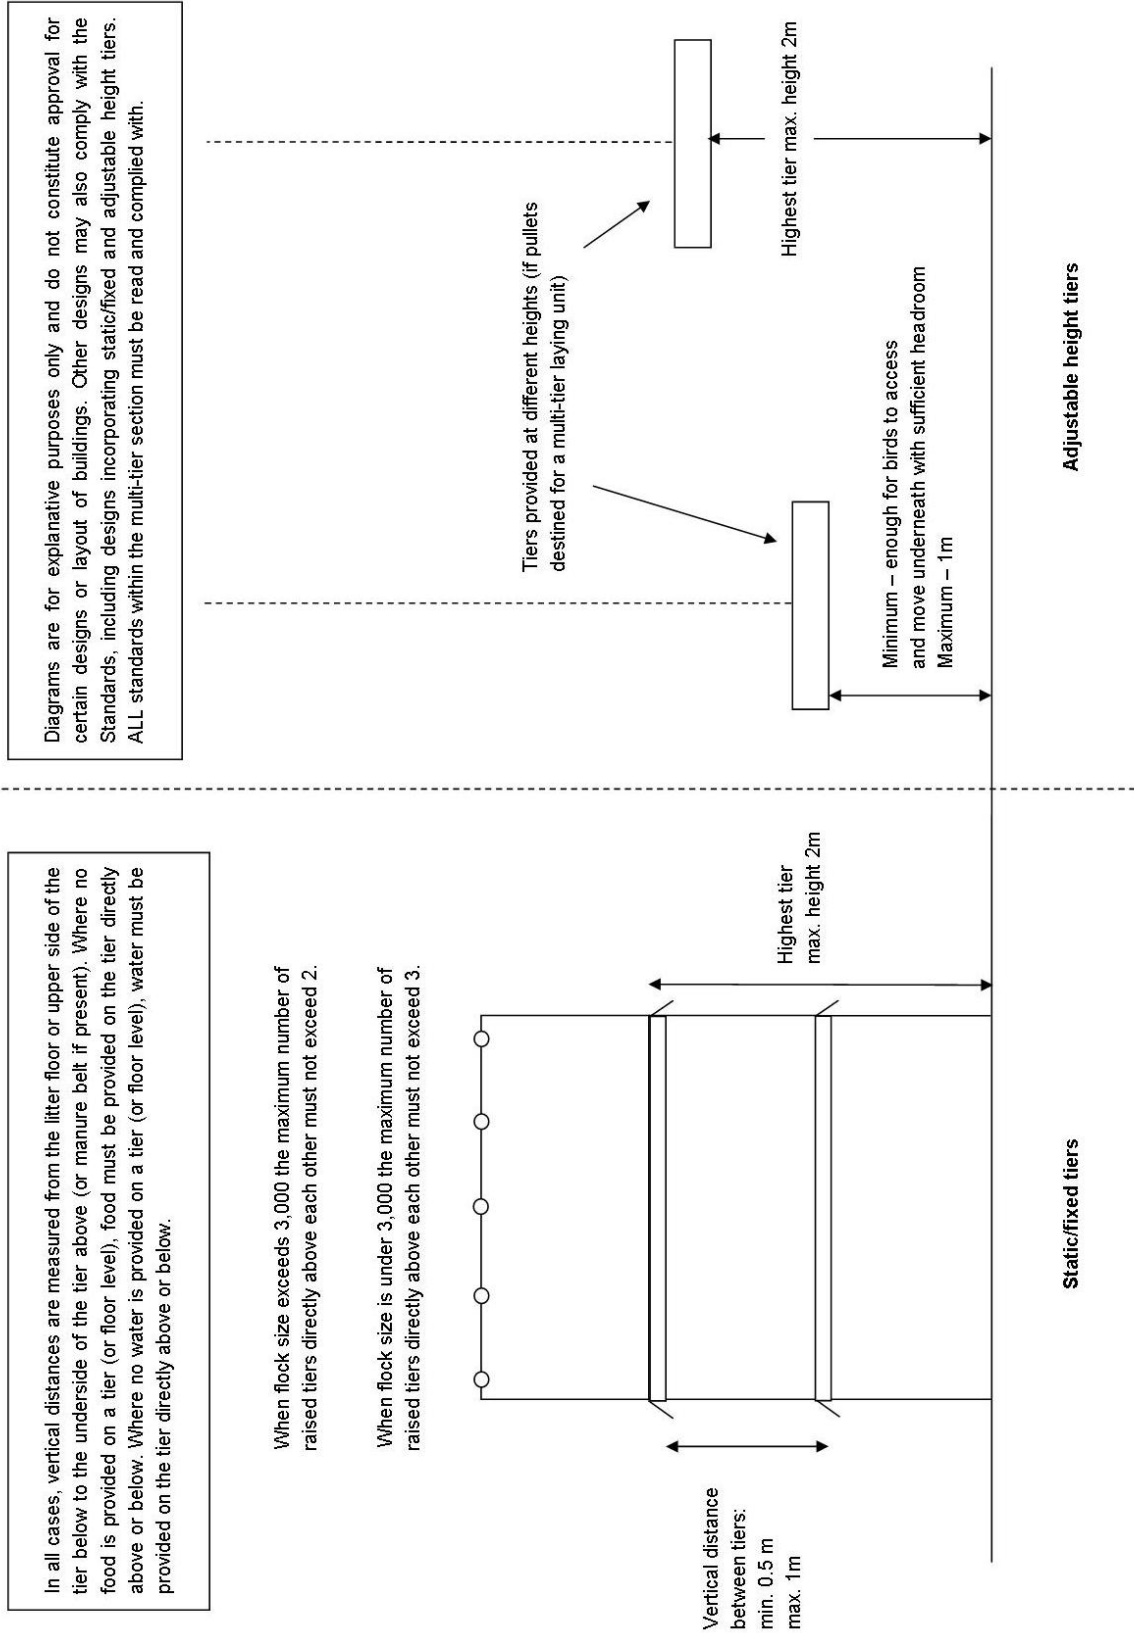 In all cases, vertical distances are measured from the litter floor or upper side of the
tier below to the underside of the tier above (or manure belt if present). Where no
food is provided on a tier (or floor level), food must be provided on the tier directly
above or below. Where no water is provided on a tier (or floor level), water must be
provided on the tier directly above or below.
When flock size exceeds 3,000 the maximum number of
raised tiers directly above each other must not exceed 2.
When flock size is under 3,000 the maximum number of
raised tiers directly above each other must not exceed 3.
Vertical distance
between tiers:
min. 0.5 m
max. 1m
Highest tier
max. height 2m
Static/fixed tiers
Diagrams are for explanative purposes only and do not constitute approval for
certain designs or layout of buildings. Other designs may also comply with the
Standards, including designs incorporating static/fixed and adjustable height tiers.
ALL standards within the multi-tier section must be read and complied with.
Tiers provided at different heights (if pullets
destined for a multi-tier laying unit)
Minimum – enough for birds to access
and move underneath with sufficient headroom
Maximum – 1m
Highest tier max. height 2m
Adjustable height tiers